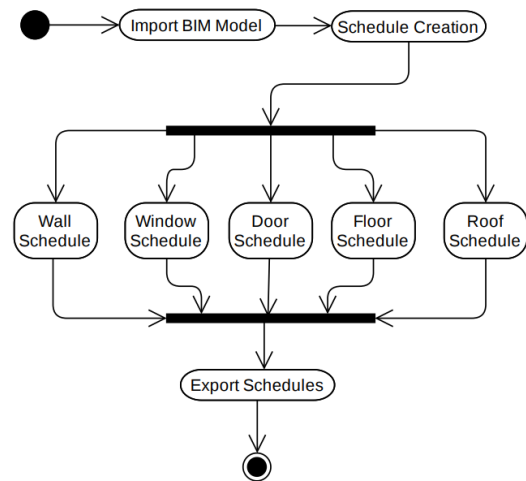 Import BIM Model
Schedule Creation
Wall
Schedule
Window
Schedule
Door
Schedule
Floor
Schedule
Roof
Schedule
Export Schedules